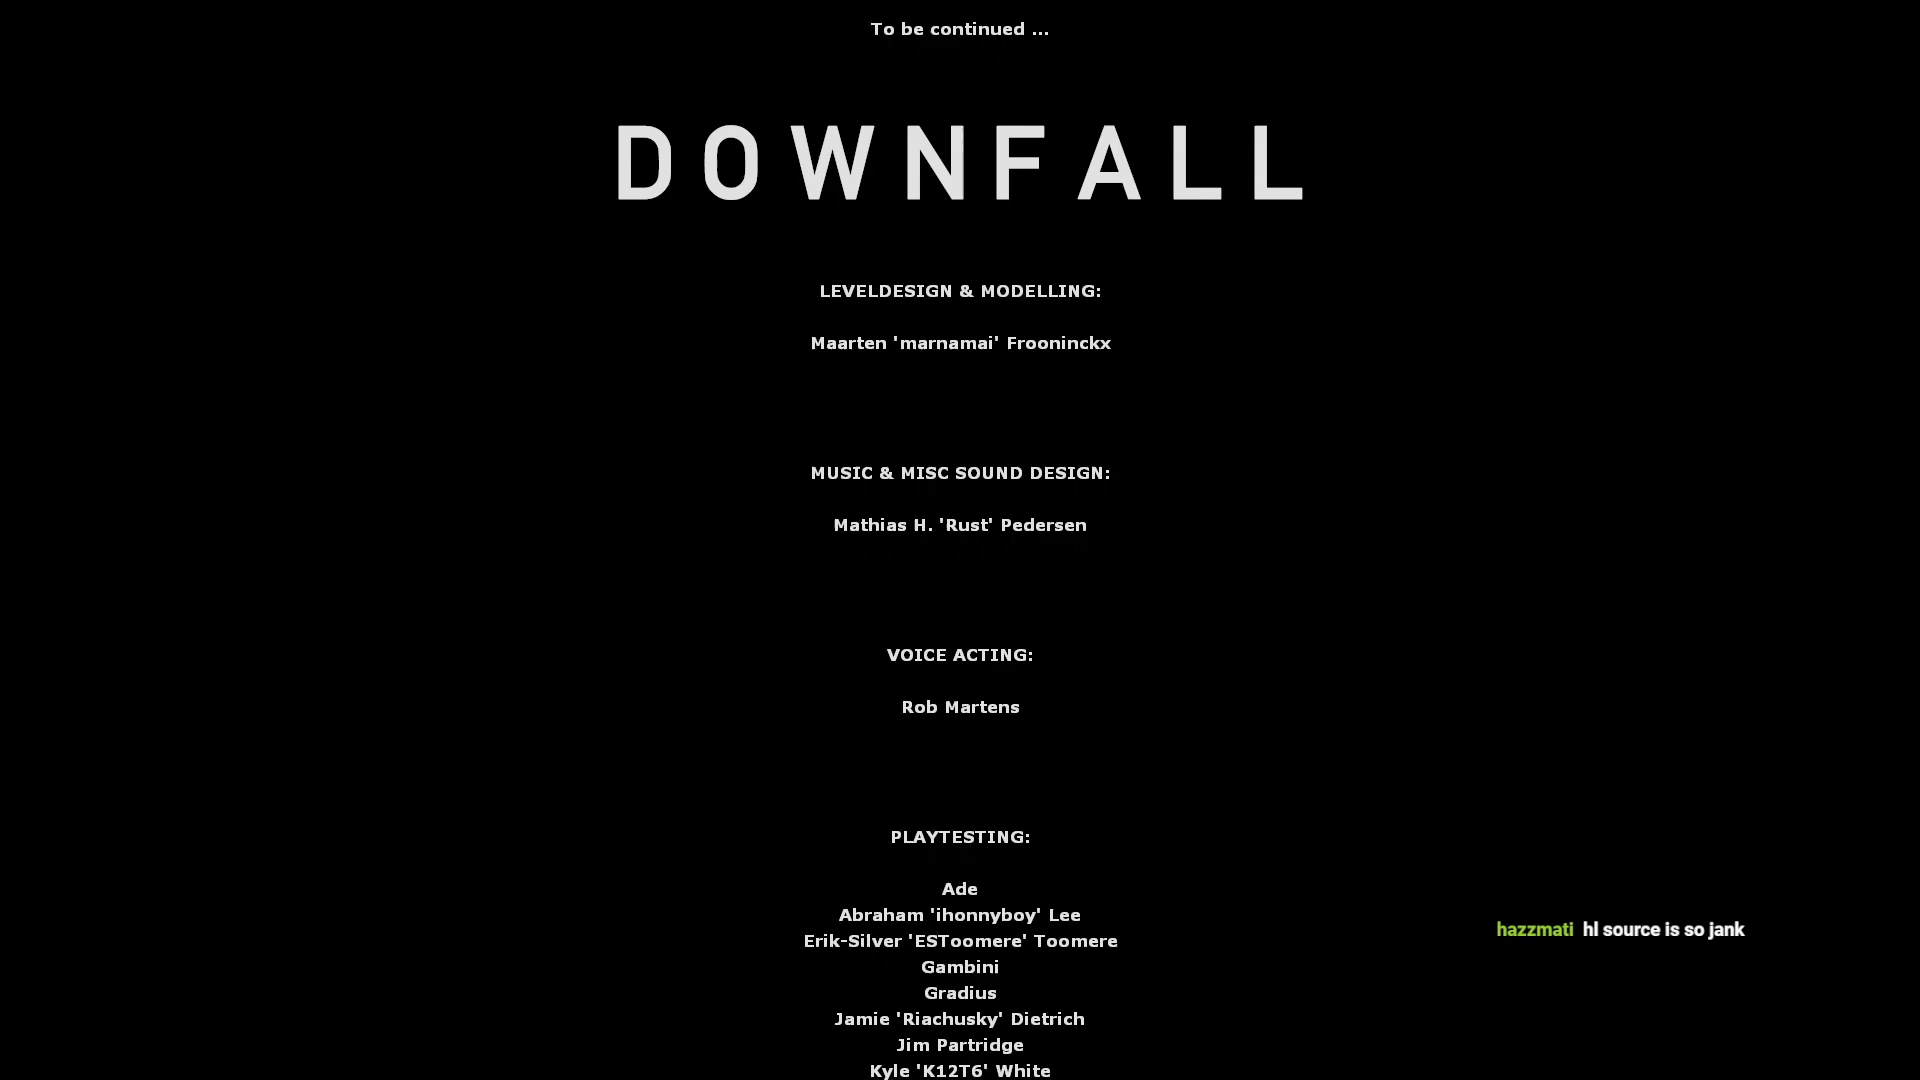 To be continued ...
DOWNFALL
LEVELDESIGN & MODELLING:
Maarten 'marnamai' Frooninckx
MUSIC & MISC SOUND DESIGN:
Mathias H. 'Rust' Pedersen
VOICE ACTING:
Rob Martens
PLAYTESTING:
Ade
Abraham 'ihonnyboy' Lee
Erik-Silver 'ESToomere' Toomere
Gambini
Gradius
Jamie 'Riachusky' Dietrich
Jim Partridge
Kyle 'K12T6' White
hazzmati hl source is so jank